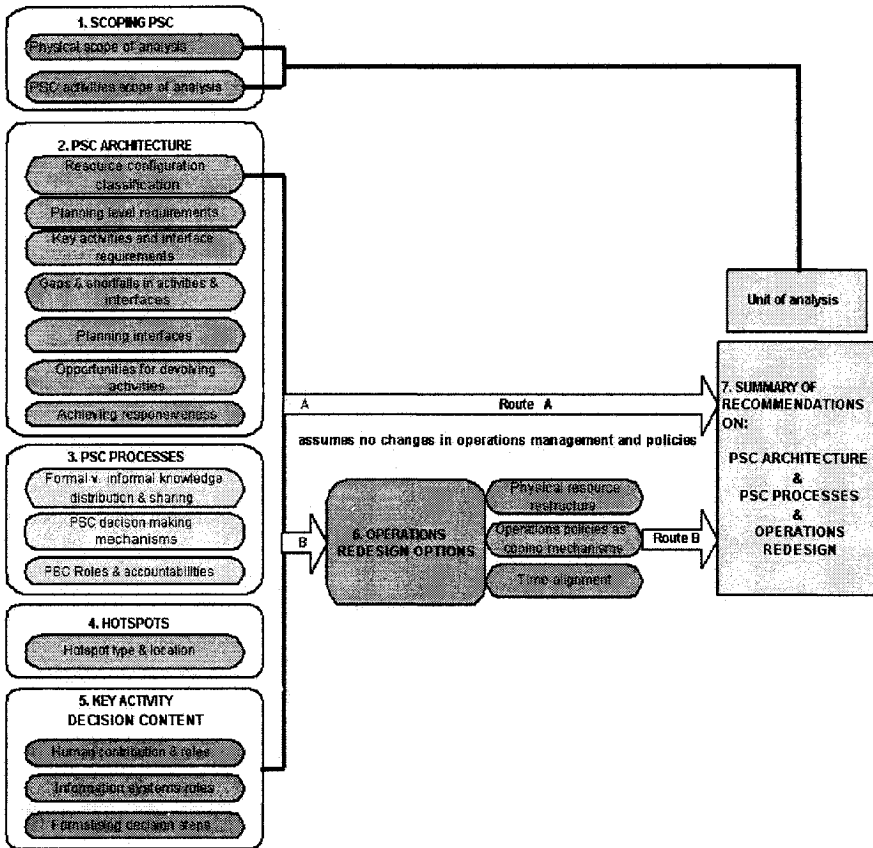 1. SCOPING PSC
Physical scope of analysis
PSC activities scope of analysis
2. PSC ARCHITECTURE
Resource configuration
classification
Planning level requirements
Key activities and interface
requirements
Gaps & shortfalls in activities &
interfaces
Planning interfaces
Opportunities for devolving
activities
Achieving responsiveness
3. PSC PROCESSES
Formal v. informal knowledge
distribution & sharing
PSC decison making
mechanisms
PSC Roles & accountabilities
4. HOTSPOTS
Hotspot type & location
5. KEY ACTIVITY
DECISION CONTENT
Human contribution & roles
Information systems roles
Formalising decision steps
A
Route A
assumes no changes in operations management and policies
B
6. OPERATIONS
REDESIGN OPTIONS
Physical resource
restructure
Operations policies as
coping mechanisms
Time alignment
Route B
Unit of analysis
7. SUMMARY OF
RECOMMENDATIONS
ON:
PSC ARCHITECTURE
&
PSC PROCESSES
&
OPERATIONS
REDESIGN